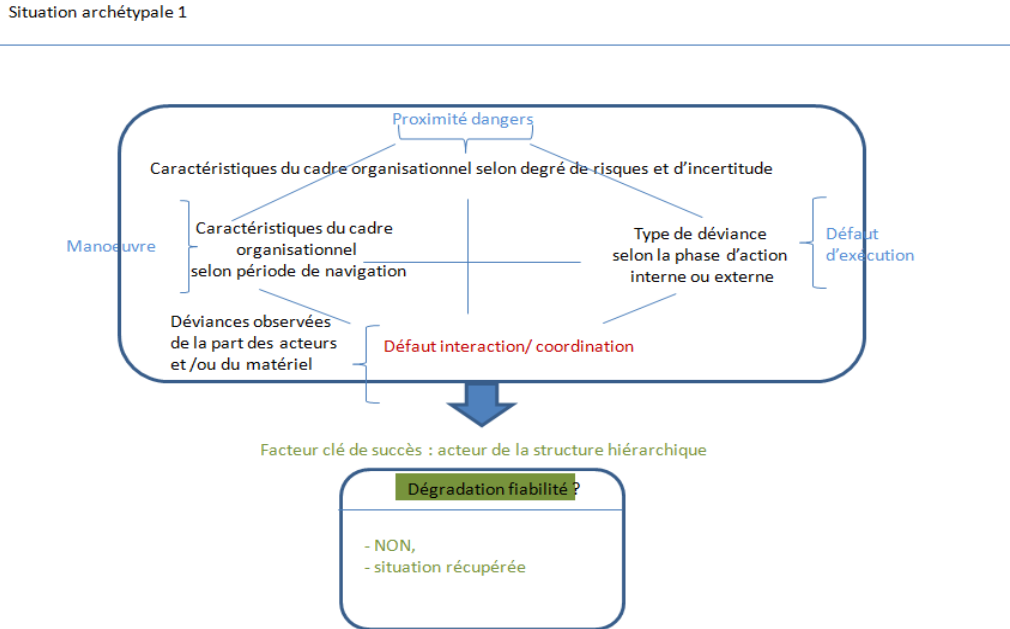 Situation archétypale 1
Proximité dangers
Caractéristiques du cadre organisationnel selon degré de risques et d'incertitude
Manoeuvre
Caractéristiques du cadre
organisationnel
selon période de navigation
Type de déviance
selon la phase d'action
interne ou externe
Défaut
d'exécution
Déviances observées
de la part des acteurs
et /ou du matériel
Défaut interaction/ coordination
Facteur clé de succès : acteur de la structure hiérarchique
Dégradation fiabilité ?
- NON,
- situation récupérée